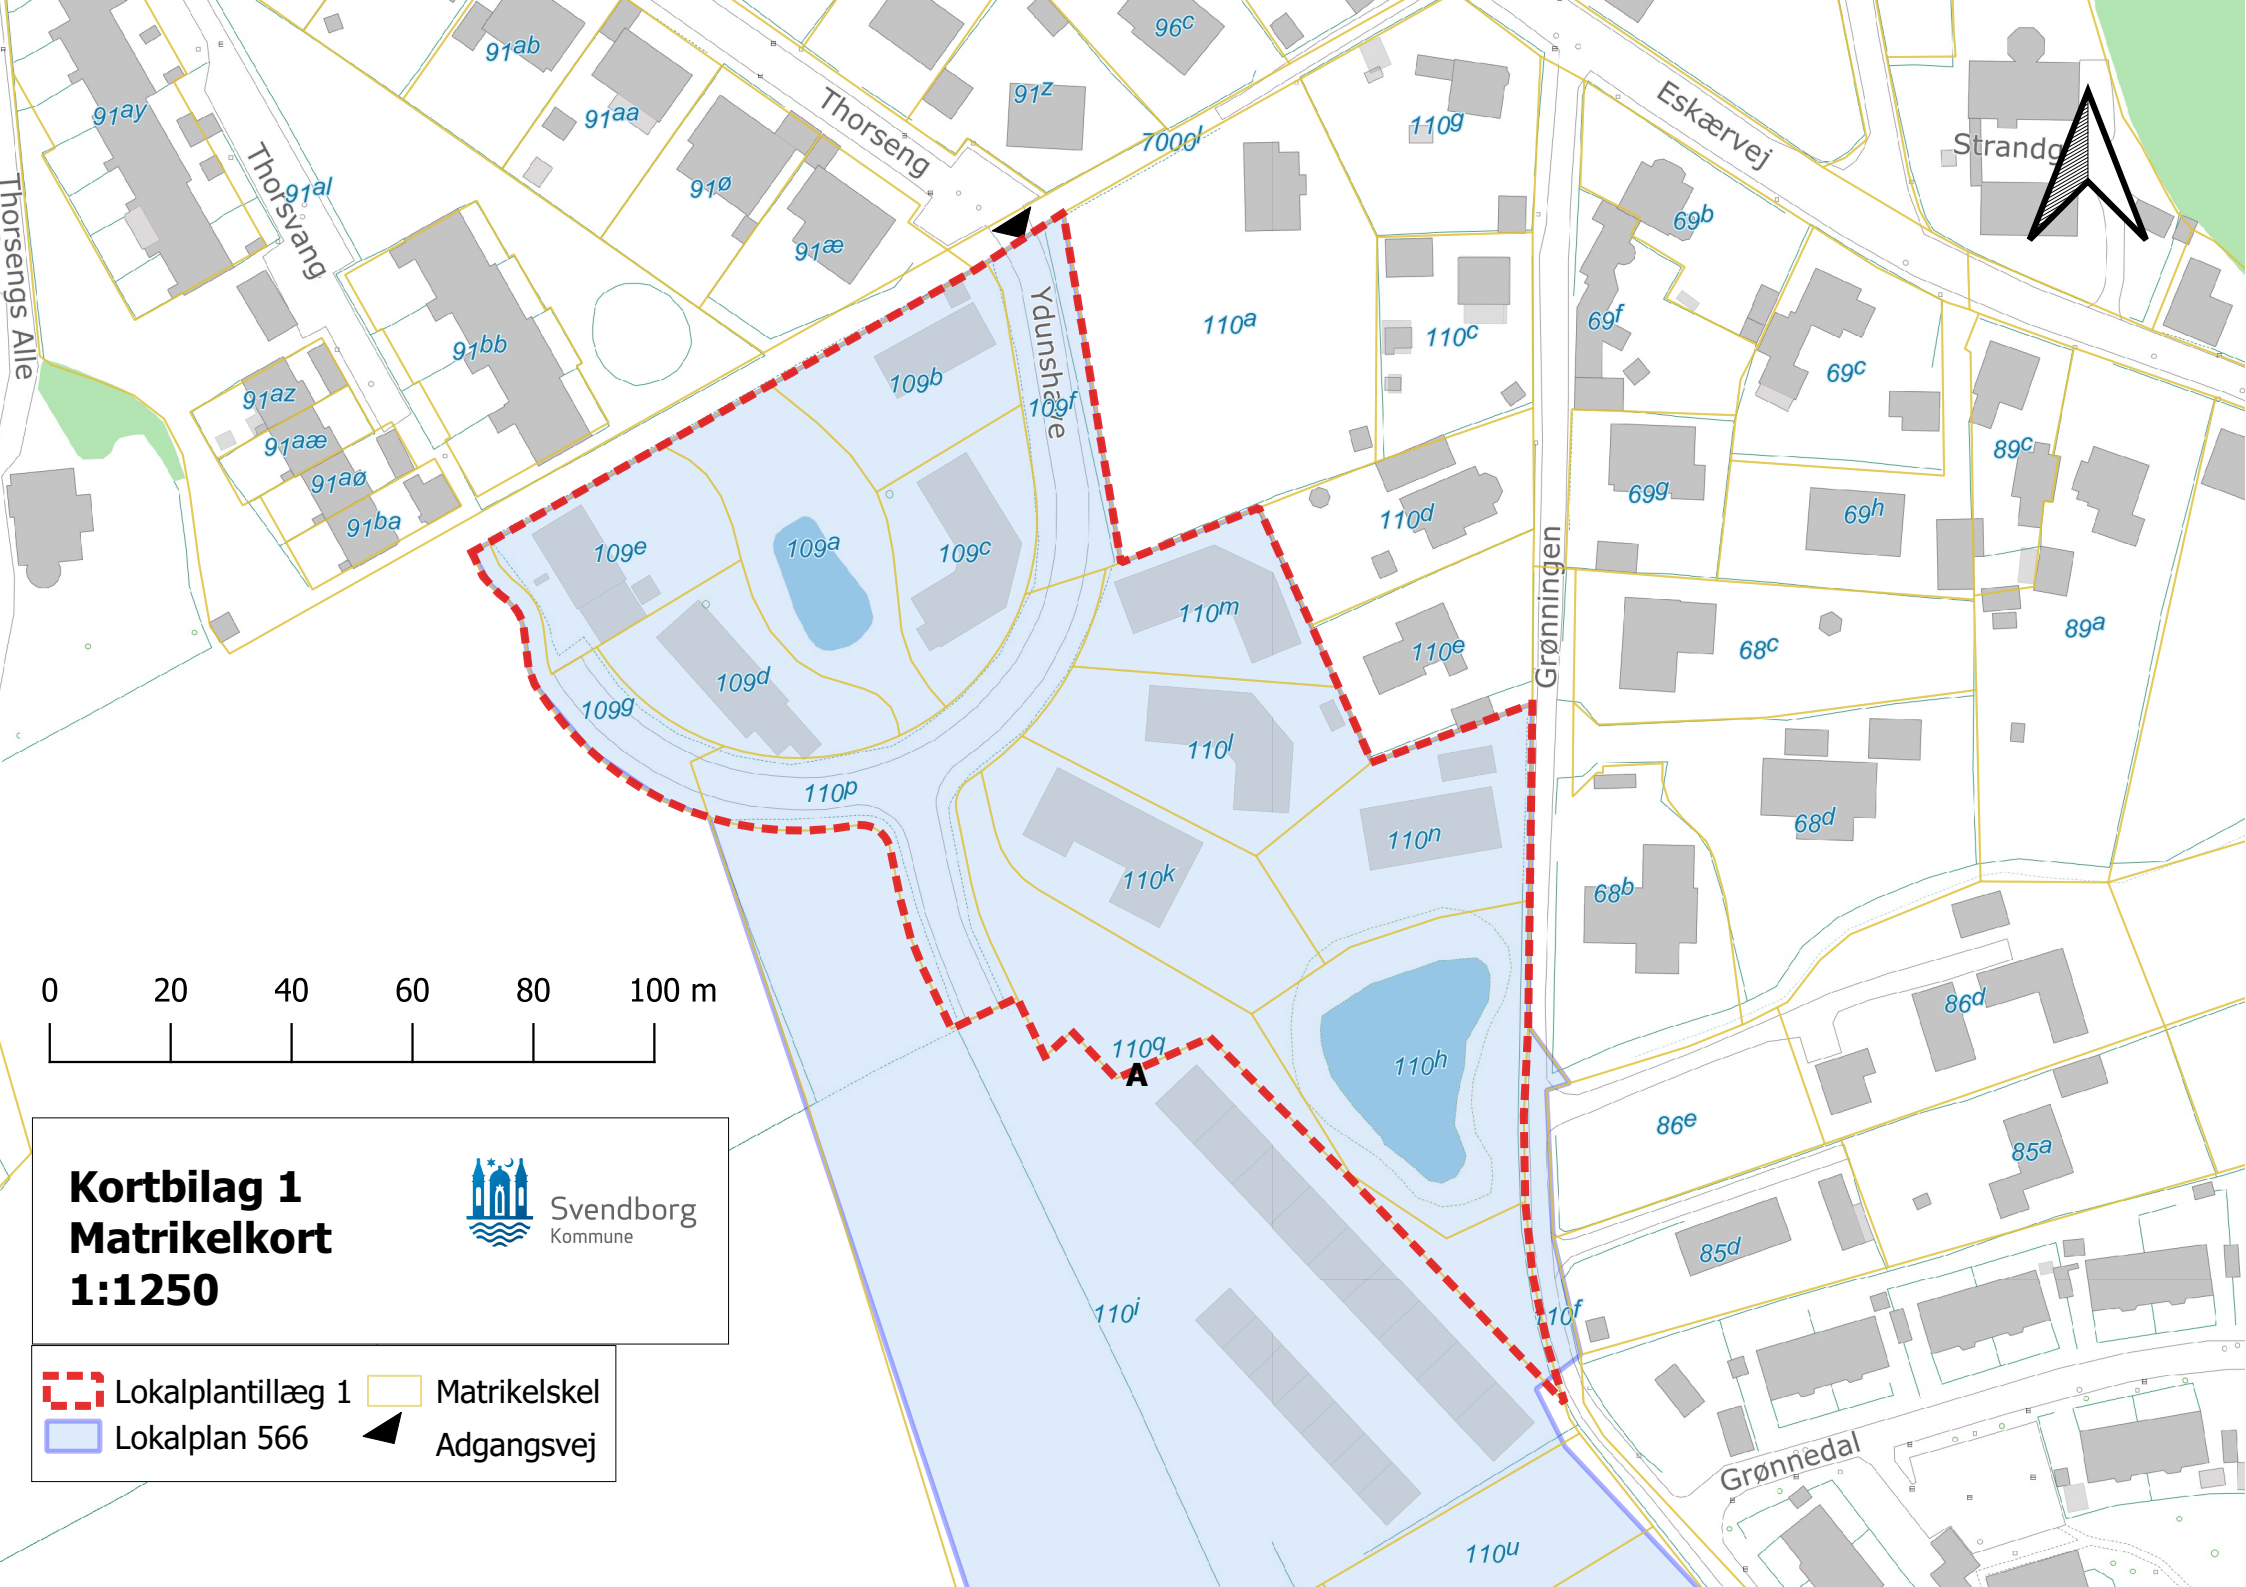 91ab
96c
91ay
91aa
91z
Thorseng
7000l
110g
Eskærvej
Strandg
Thorsvang
91al
91ø
91æ
69b
Thorsengs Alle
91bb
109b
Ydunshave
109f
110a
110c
69f
69c
91az
91aæ
91aø
91ba
89c
109e
109a
109c
110d
69g
69h
Grønningen
110m
110e
68c
89a
109d
109g
110l
110p
110n
68d
110k
68b
0 20 40 60 80 100 m
86d
110q
A
110h
86e
85a
Kortbilag 1
Matrikelkort
1:1250
Svendborg
Kommune
85d
110i
10f
Lokalplantillæg 1
Matrikelskel
Lokalplan 566
Adgangsvej
Grønnedal
110u